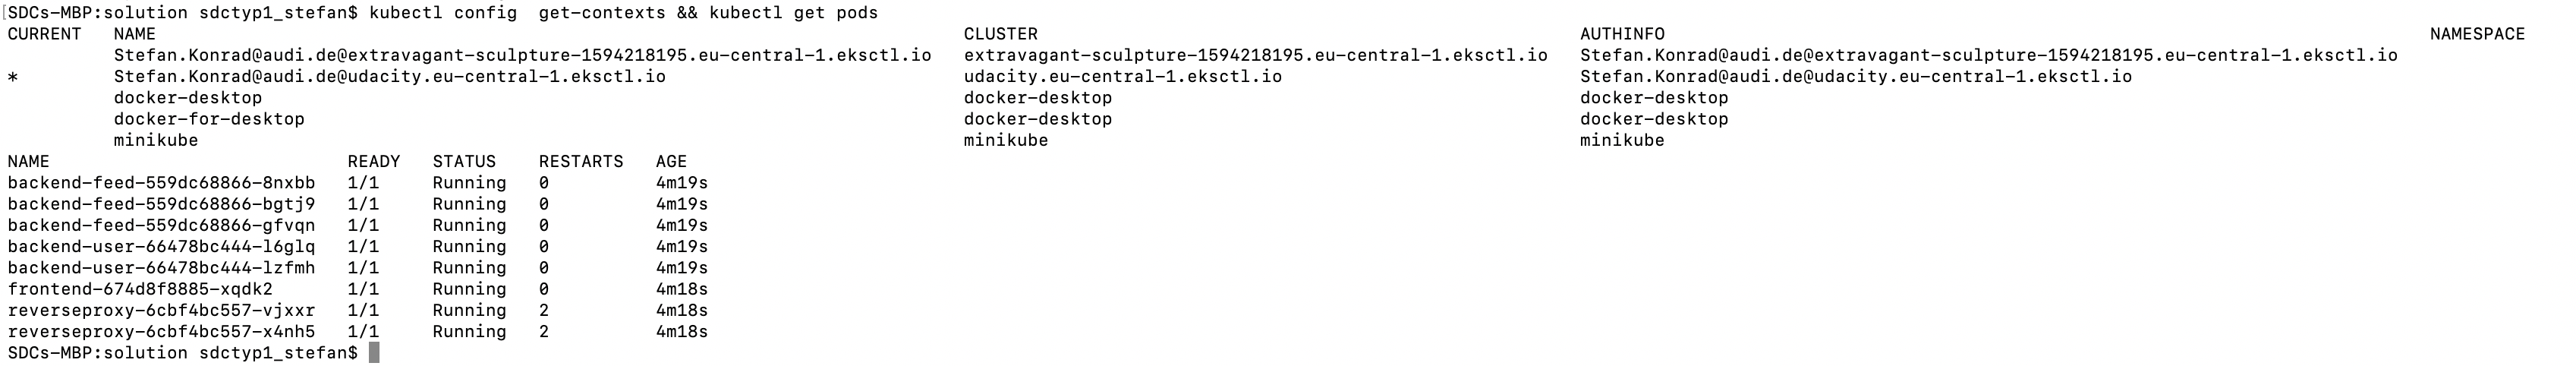 SDCs-MBP:solution sdctyp1_stefan$ kubectl config  get-contexts && kubectl get pods
CURRENT   NAME   CLUSTER   AUTHINFO   NAMESPACE
Stefan.Konrad@audi.de@extravagant-sculpture-1594218195.eu-central-1.eksctl.io   extravagant-sculpture-1594218195.eu-central-1.eksctl.io   Stefan.Konrad@audi.de@extravagant-sculpture-1594218195.eu-central-1.eksctl.io
*         Stefan.Konrad@audi.de@udacity.eu-central-1.eksctl.io   udacity.eu-central-1.eksctl.io   Stefan.Konrad@audi.de@udacity.eu-central-1.eksctl.io
docker-desktop   docker-desktop   docker-desktop
docker-for-desktop   docker-desktop   docker-desktop
minikube   minikube   minikube
NAME                            READY   STATUS    RESTARTS   AGE
backend-feed-559dc68866-8nxbb   1/1     Running   0          4m19s
backend-feed-559dc68866-bgtj9   1/1     Running   0          4m19s
backend-feed-559dc68866-gfvqn   1/1     Running   0          4m19s
backend-user-66478bc444-l6glq   1/1     Running   0          4m19s
backend-user-66478bc444-lzfmh   1/1     Running   0          4m19s
frontend-674d8f8885-xqdk2       1/1     Running   0          4m18s
reverseproxy-6cbf4bc557-vjxxr   1/1     Running   2          4m18s
reverseproxy-6cbf4bc557-x4nh5   1/1     Running   2          4m18s
SDCs-MBP:solution sdctyp1_stefan$